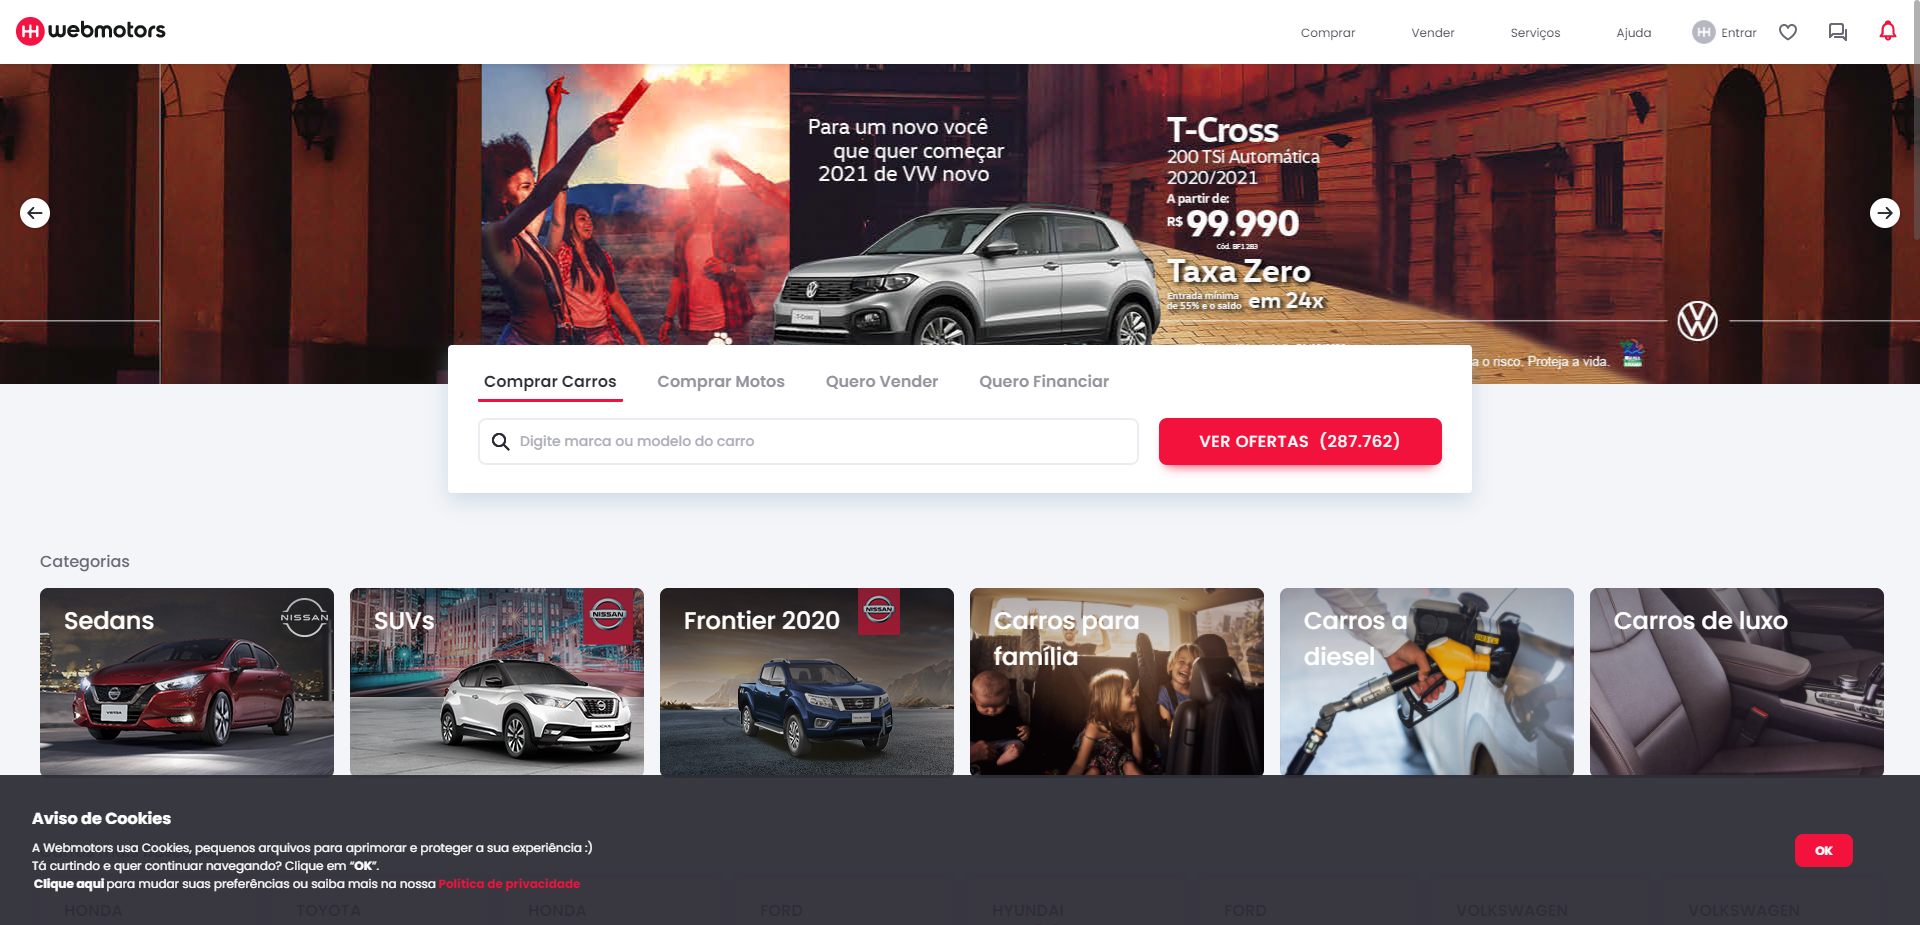 webmotors
Comprar
Vender
Serviços
Ajuda
Entrar
Para um novo você
que quer começar
2021 de VW novo
T-Cross
200 TSi Automática
2020/2021
A partir de:
R$ 99.990
Cód. BF1283
Taxa Zero
Entrada mínima
de 55% e o saldo
em 24x
T-Cross
a o risco. Proteja a vida.
Comprar Carros
Comprar Motos
Quero Vender
Quero Financiar
Digite marca ou modelo do carro
VER OFERTAS (287.762)
Categorias
Sedans
NISSAN
VERSA
SUVs
NISSAN
KICKS
Frontier 2020
NISSAN
Carros para
família
Carros a
diesel
Carros de luxo
Aviso de Cookies
A Webmotors usa Cookies, pequenos arquivos para aprimorar e proteger a sua experiência :)
Tá curtindo e quer continuar navegando? Clique em “OK”.
Clique aqui para mudar suas preferências ou saiba mais na nossa Política de privacidade
OK
HONDA
TOYOTA
HONDA
FORD
HYUNDAI
FORD
VOLKSWAGEN
VOLKSWAGEN